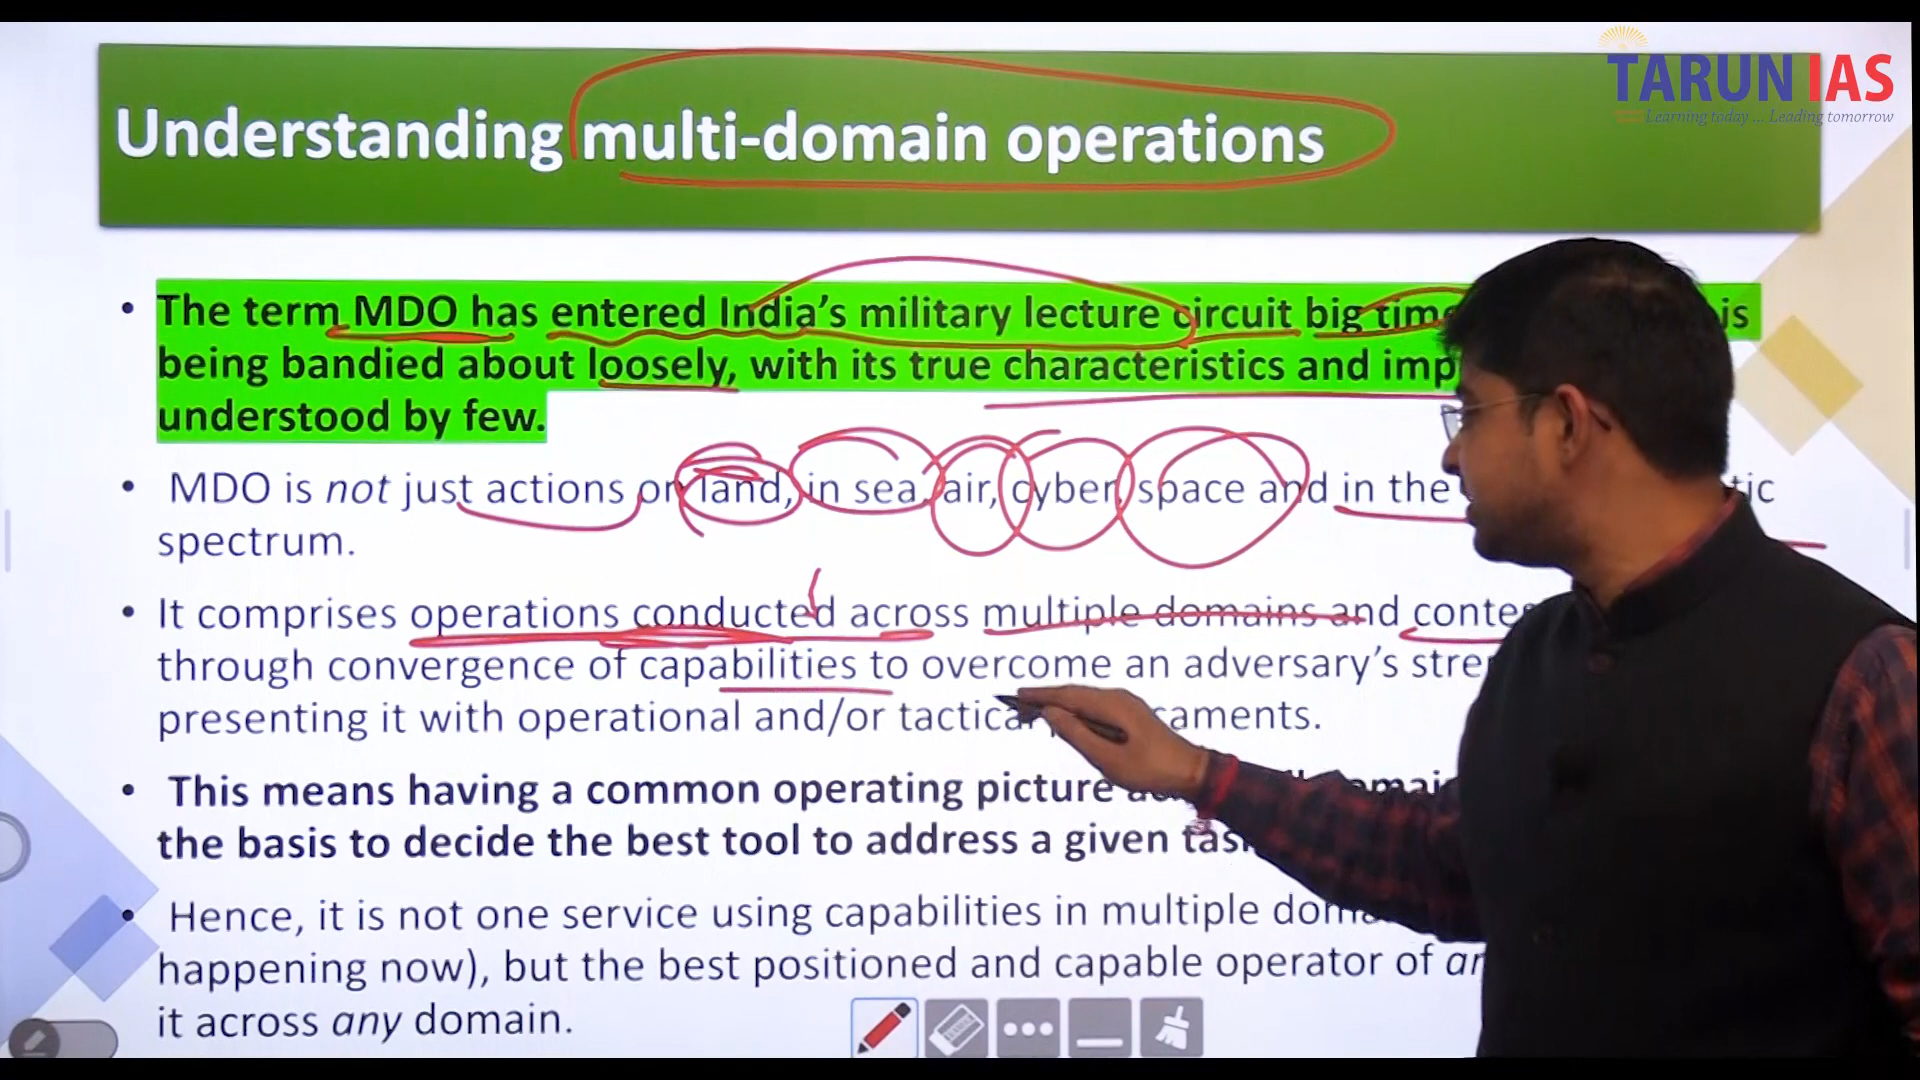 TARUN IAS
Learning today ... Leading tomorrow
Understanding multi-domain operations
• The term MDO has entered India's military lecture circuit big is
being bandied about loosely, with its true characteristics and
understood by few.
• MDO is not just actions on land, in sea, air, cyber, space and in the
spectrum.
• It comprises operations conducted across multiple domains and
through convergence of capabilities to overcome an adversary's
presenting it with operational and/or tactical
• This means having a common operating picture
the basis to decide the best tool to address a given
• Hence, it is not one service using capabilities in multiple
happening now), but the best positioned and capable operator of
it across any domain.